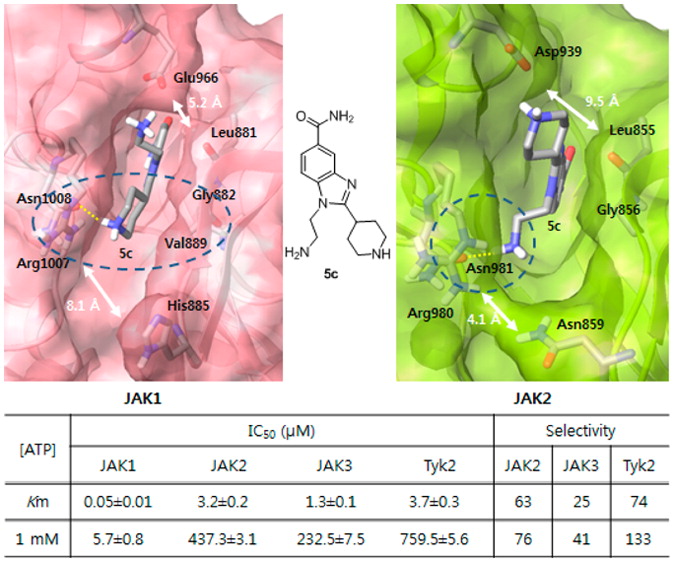 Glu966
5.2 Å
Leu881
Asn1008
Gly882
5c
Val889
Arg1007
8.1 Å
His885
JAK1
O
NH₂
N
N
H₂N
NH
5c
Asp939
9.5 Å
Leu855
5c
Gly856
Asn981
Arg980
4.1 Å
Asn859
JAK2
[ATP] IC₅₀ (μM) Selectivity
JAK1 JAK2 JAK3 Tyk2 JAK2 JAK3 Tyk2
Km 0.05±0.01 3.2±0.2 1.3±0.1 3.7±0.3 63 25 74
1 mM 5.7±0.8 437.3±3.1 232.5±7.5 759.5±5.6 76 41 133